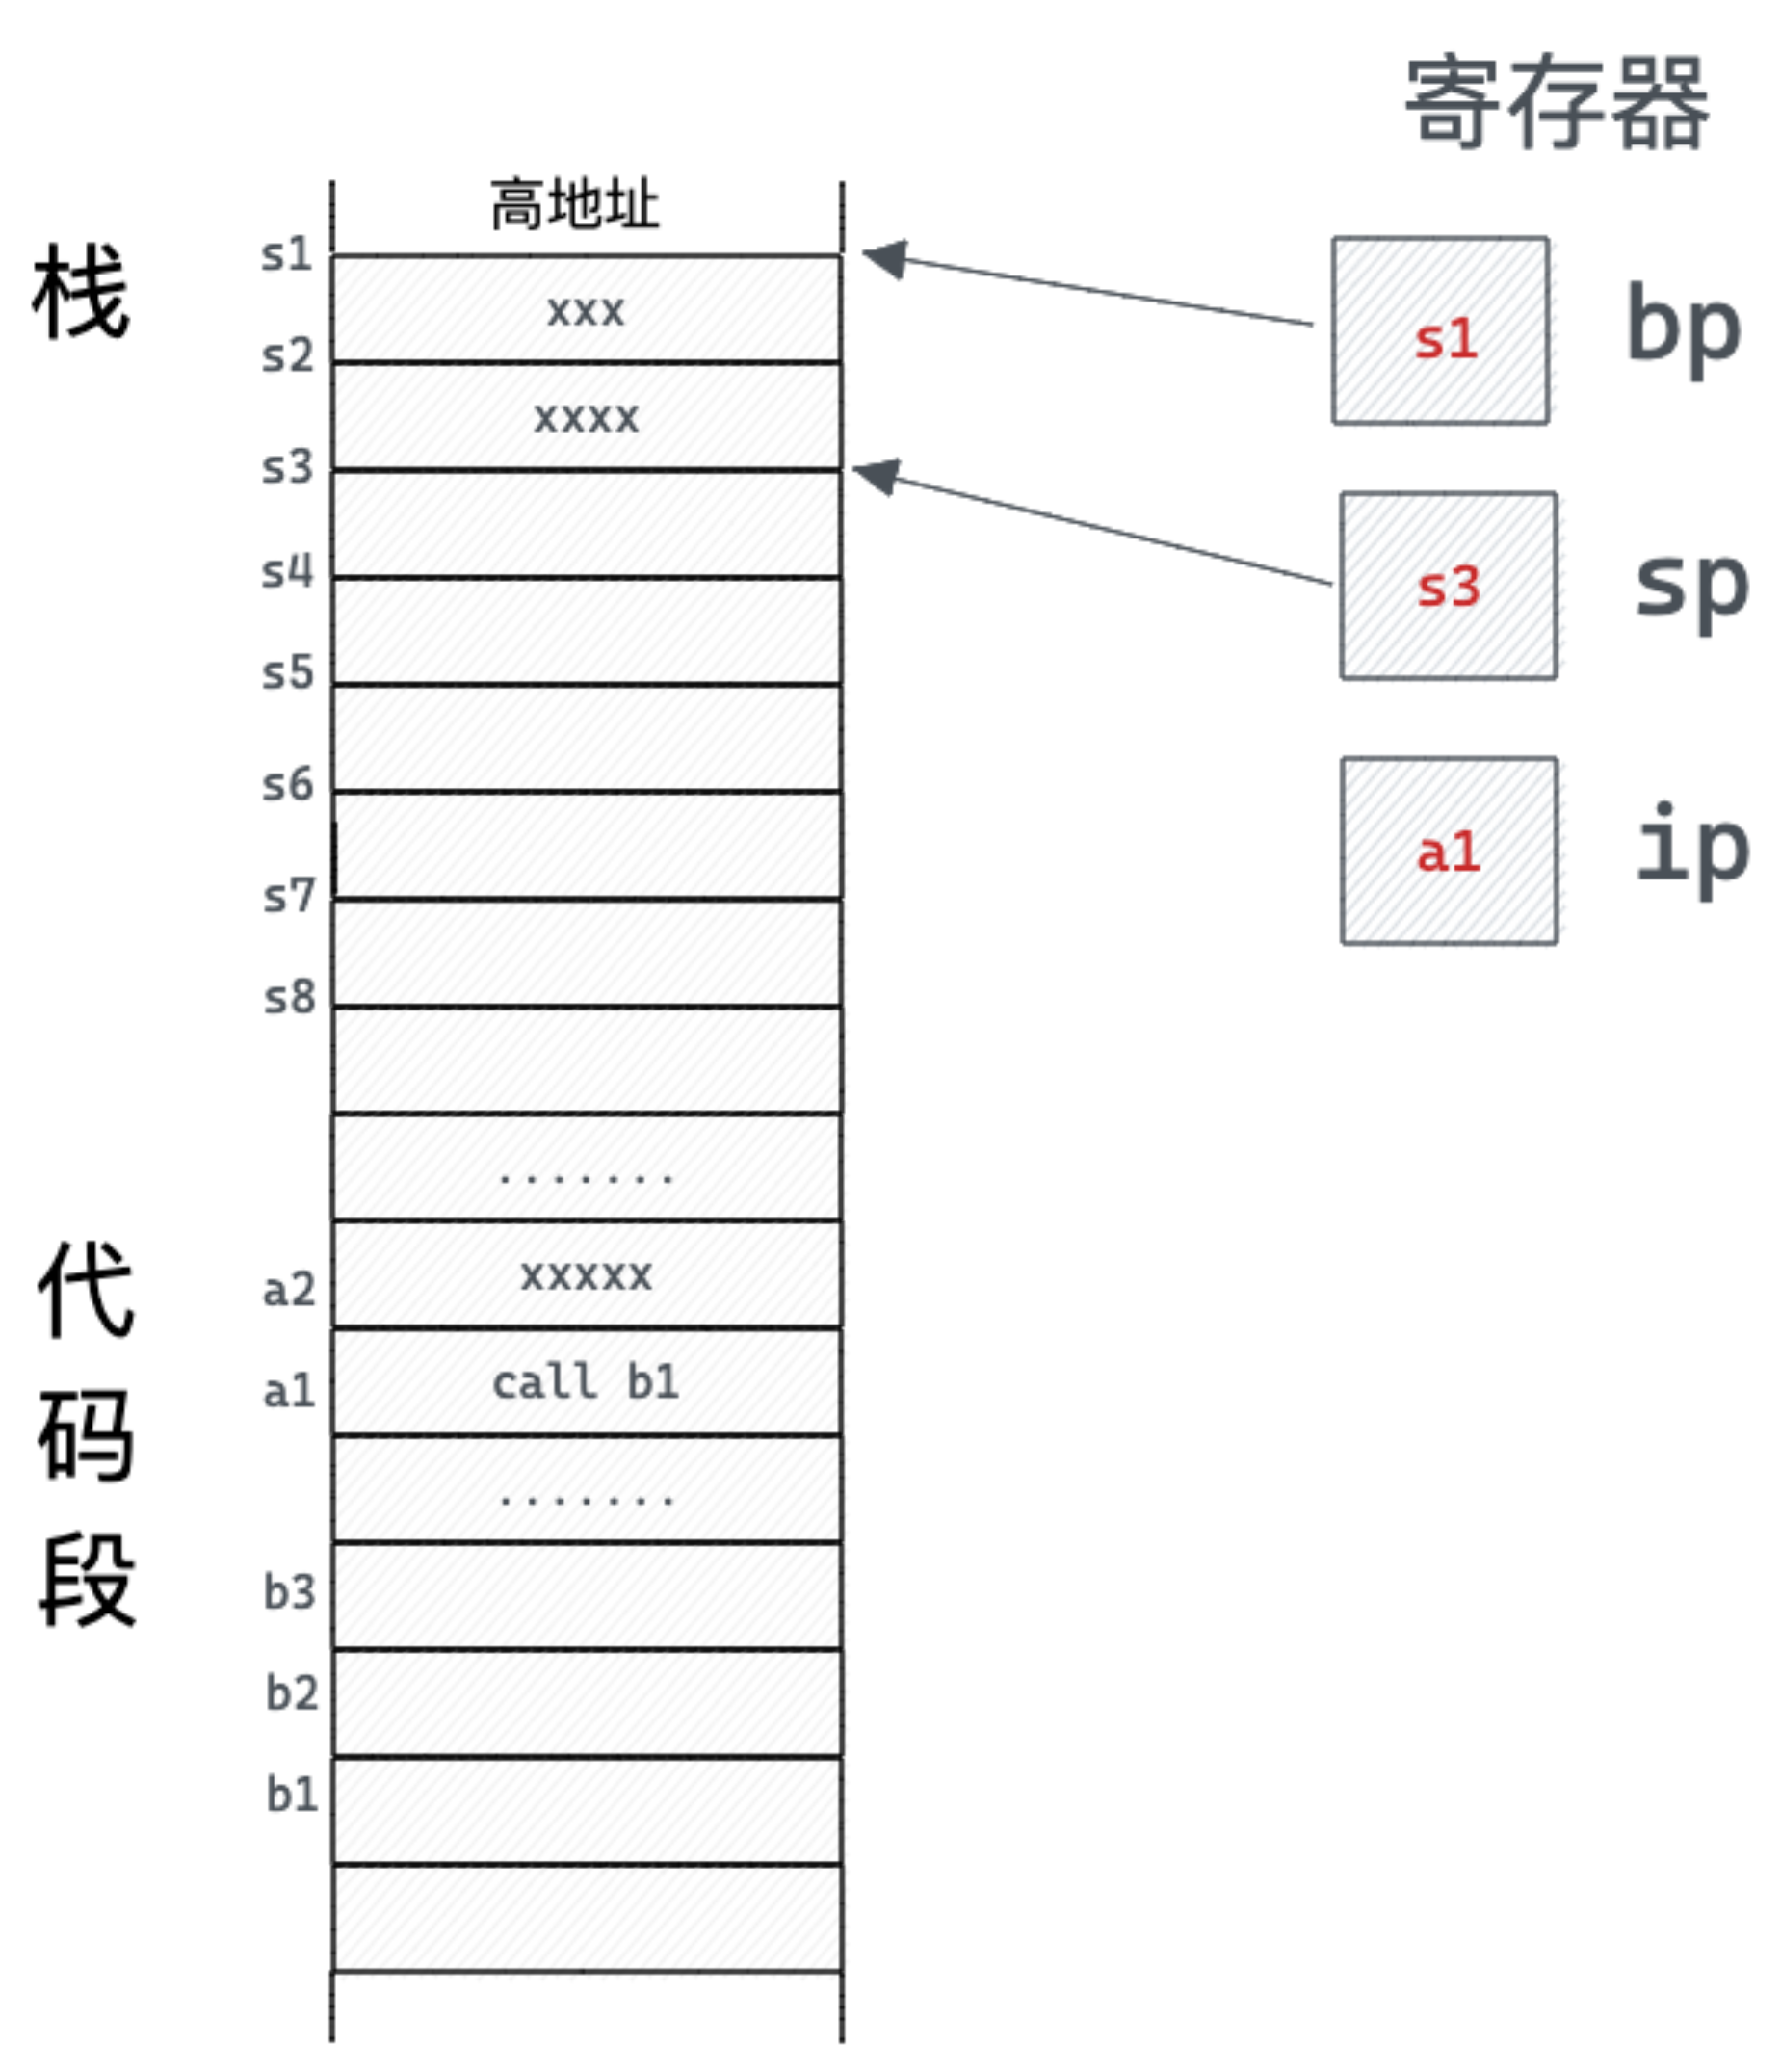 寄存器
高地址
栈
s1
xxx
s2
xxxx
s3
s4
s5
s6
s7
s8
s1 bp
s3 sp
a1 ip
.......
代码段
a2 xxxxx
a1 call b1
.......
b3
b2
b1